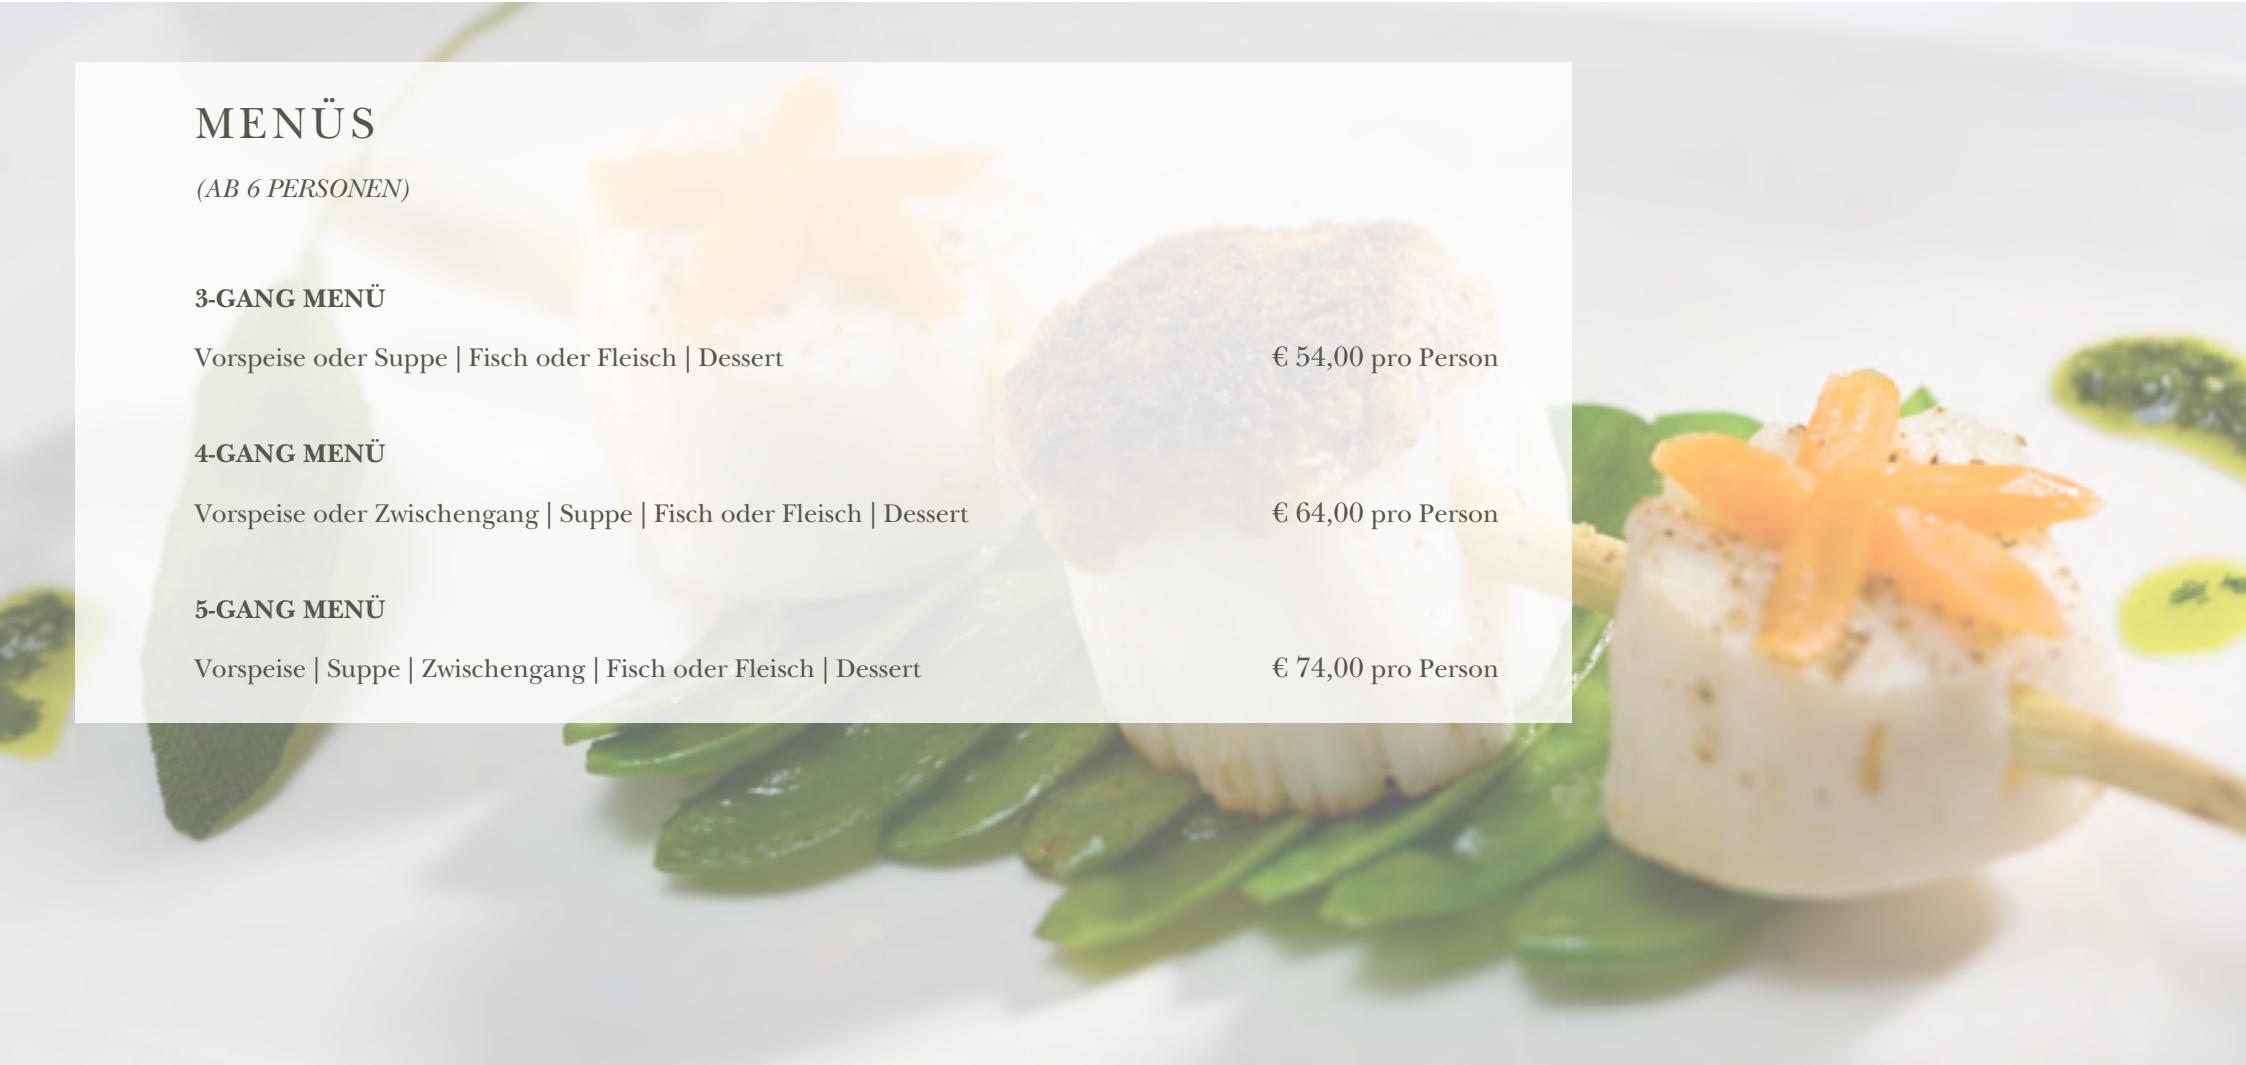 MENÜS
(AB 6 PERSONEN)
3-GANG MENÜ
Vorspeise oder Suppe | Fisch oder Fleisch | Dessert € 54,00 pro Person
4-GANG MENÜ
Vorspeise oder Zwischengang | Suppe | Fisch oder Fleisch | Dessert € 64,00 pro Person
5-GANG MENÜ
Vorspeise | Suppe | Zwischengang | Fisch oder Fleisch | Dessert € 74,00 pro Person